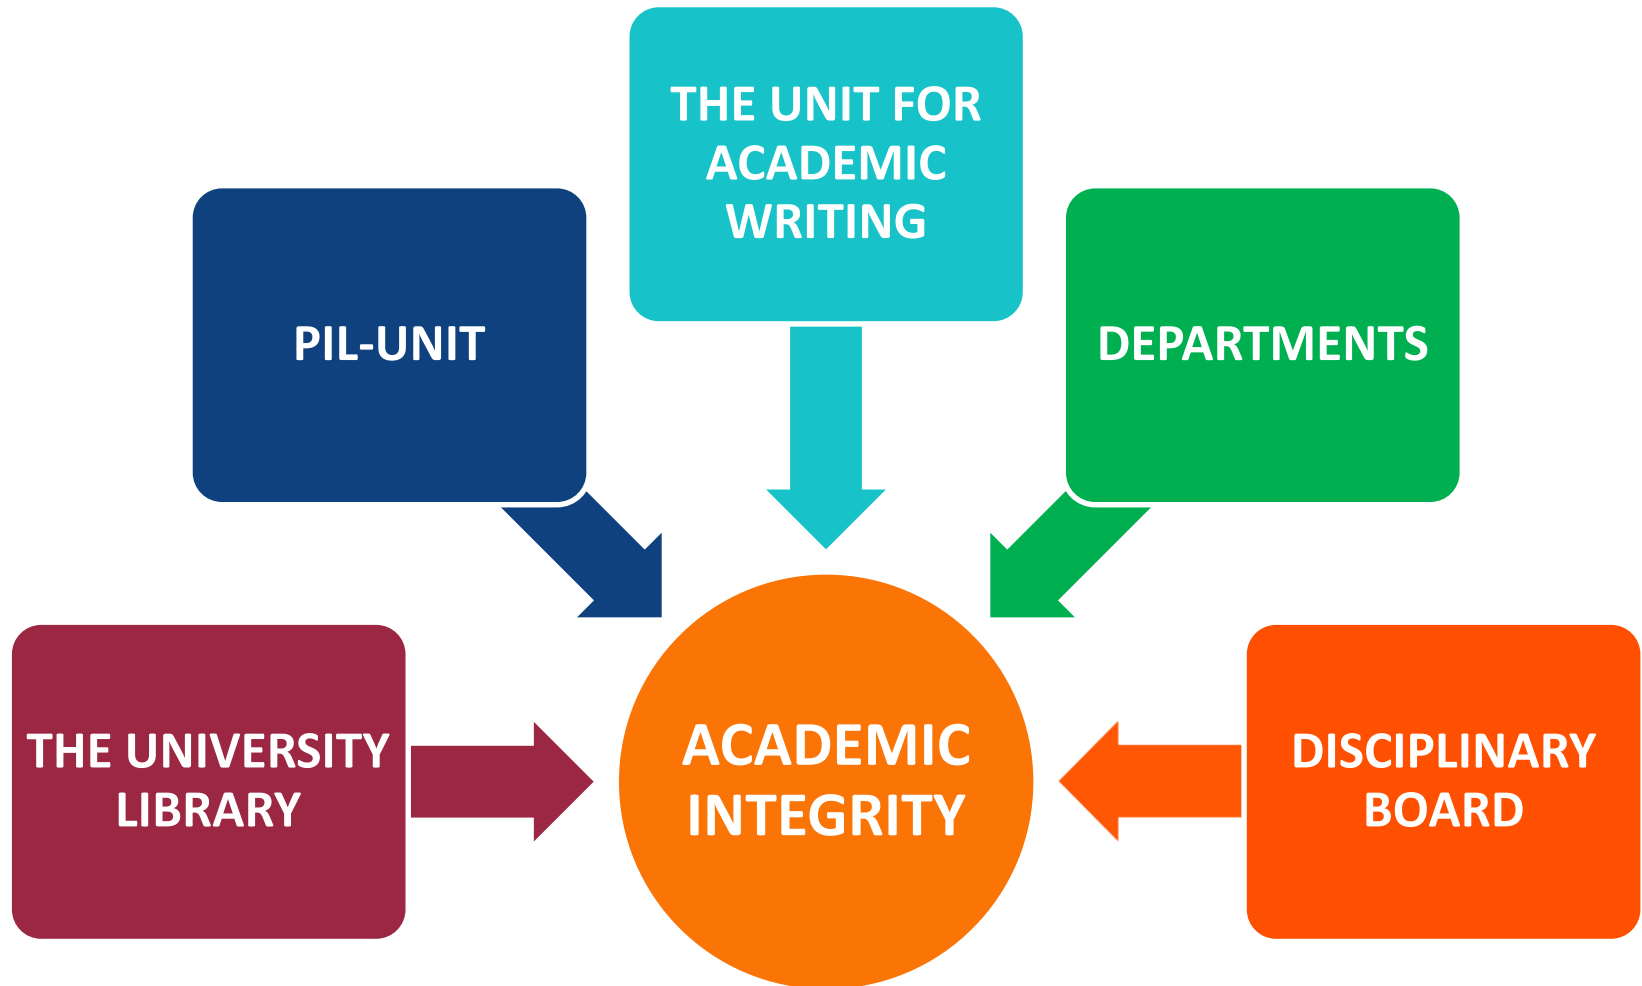 THE UNIT FOR
ACADEMIC
WRITING
PIL-UNIT
DEPARTMENTS
THE UNIVERSITY
LIBRARY
ACADEMIC
INTEGRITY
DISCIPLINARY
BOARD